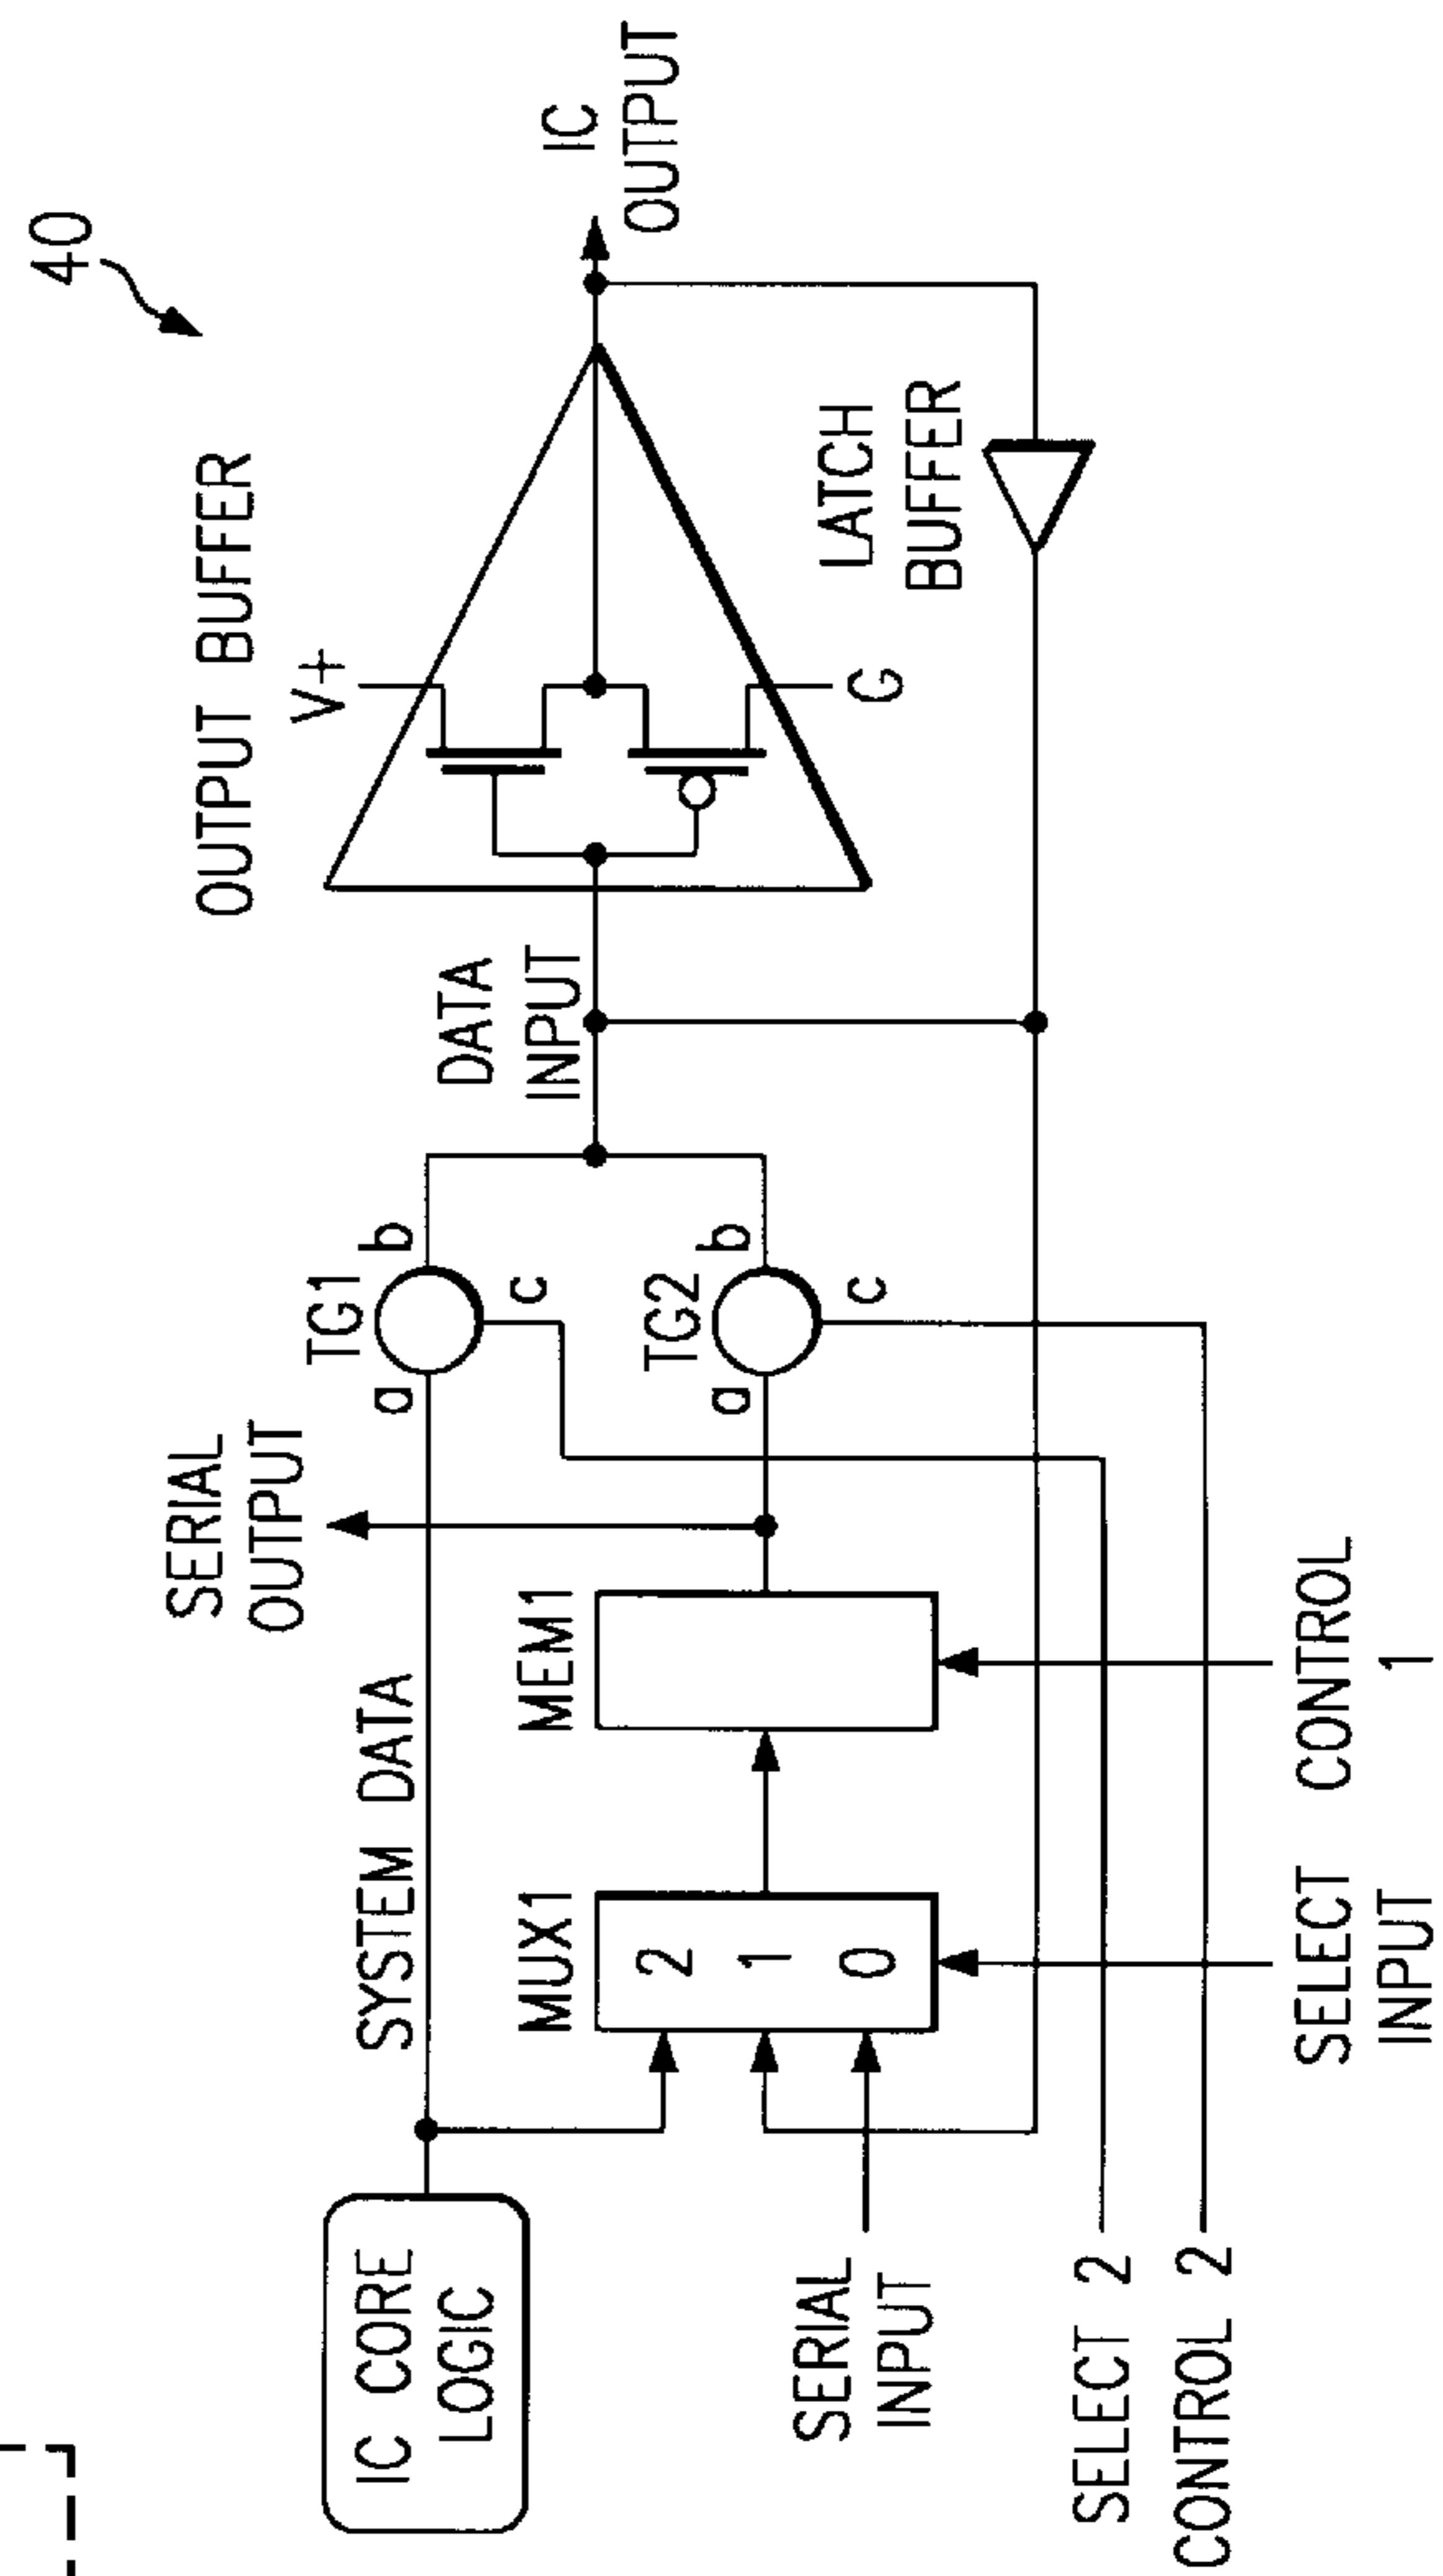 40
OUTPUT BUFFER
V+
IC
OUTPUT
SERIAL
OUTPUT
TG1
a
b
c
DATA
INPUT
IC CORE
LOGIC
SYSTEM DATA
MUX1
2
1
0
MEM1
TG2
a
b
c
G
LATCH
BUFFER
SERIAL
INPUT
SELECT 2
CONTROL 2
SELECT
INPUT
CONTROL
1